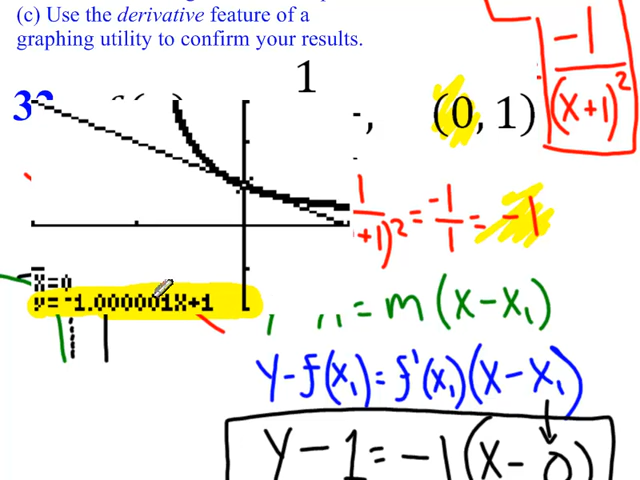 (c) Use the derivative feature of a
graphing utility to confirm your results.
1
, (0, 1)
-1
(x+1)²
1
+1)² = -1/1 = -1
X=0
y=-1.000001X+1
= m(x-x₁)
y-f(x₁)=f'(x₁)(x-x₁)
y-1=-1(x-0)